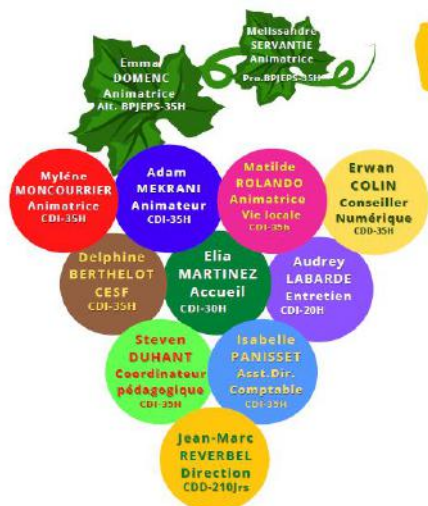 Melissandre
SERVANTIE
Animatrice
Pro.BPJEPS-35H
Emma
DOMENC
Animatrice
Alt. BPJEPS-35H
Myléne
MONCOURRIER
Animatrice
CDI-35H
Adam
MEKRANI
Animateur
CDI-35H
Matilde
ROLANDO
Animatrice
Vie locale
CDI-35h
Erwan
COLIN
Conseiller
Numérique
CDD-35H
Delphine
BERTHELOT
CESF
CDI-35H
Elia
MARTINEZ
Accueil
CDI-30H
Audrey
LABARDE
Entretien
CDI-20H
Steven
DUHANT
Coordinateur
pédagogique
CDI-35H
Isabelle
PANISSET
Asst.Dir.
Comptable
CDI-35H
Jean-Marc
REVERBEL
Direction
CDD-210Jrs